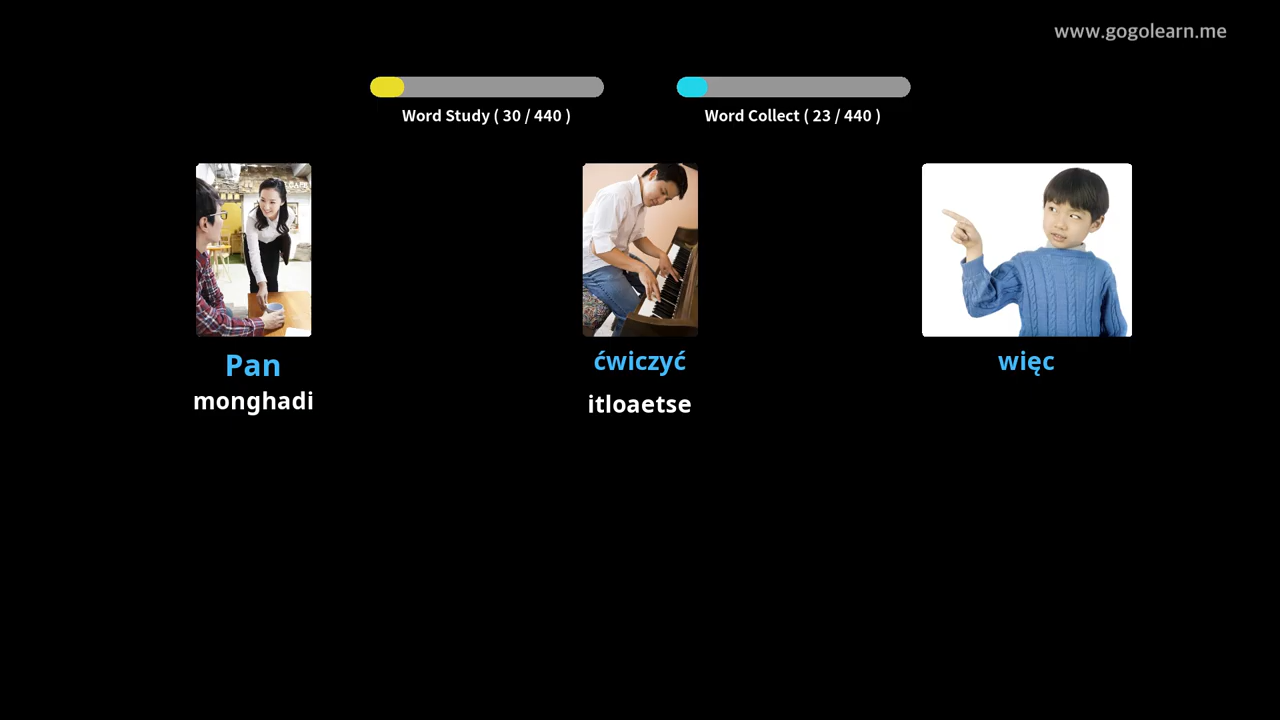 www.gogolearn.me
Word Study ( 30 / 440 )
Word Collect ( 23 / 440 )
Pan
monghadi
ćwiczyć
itloaetse
więc